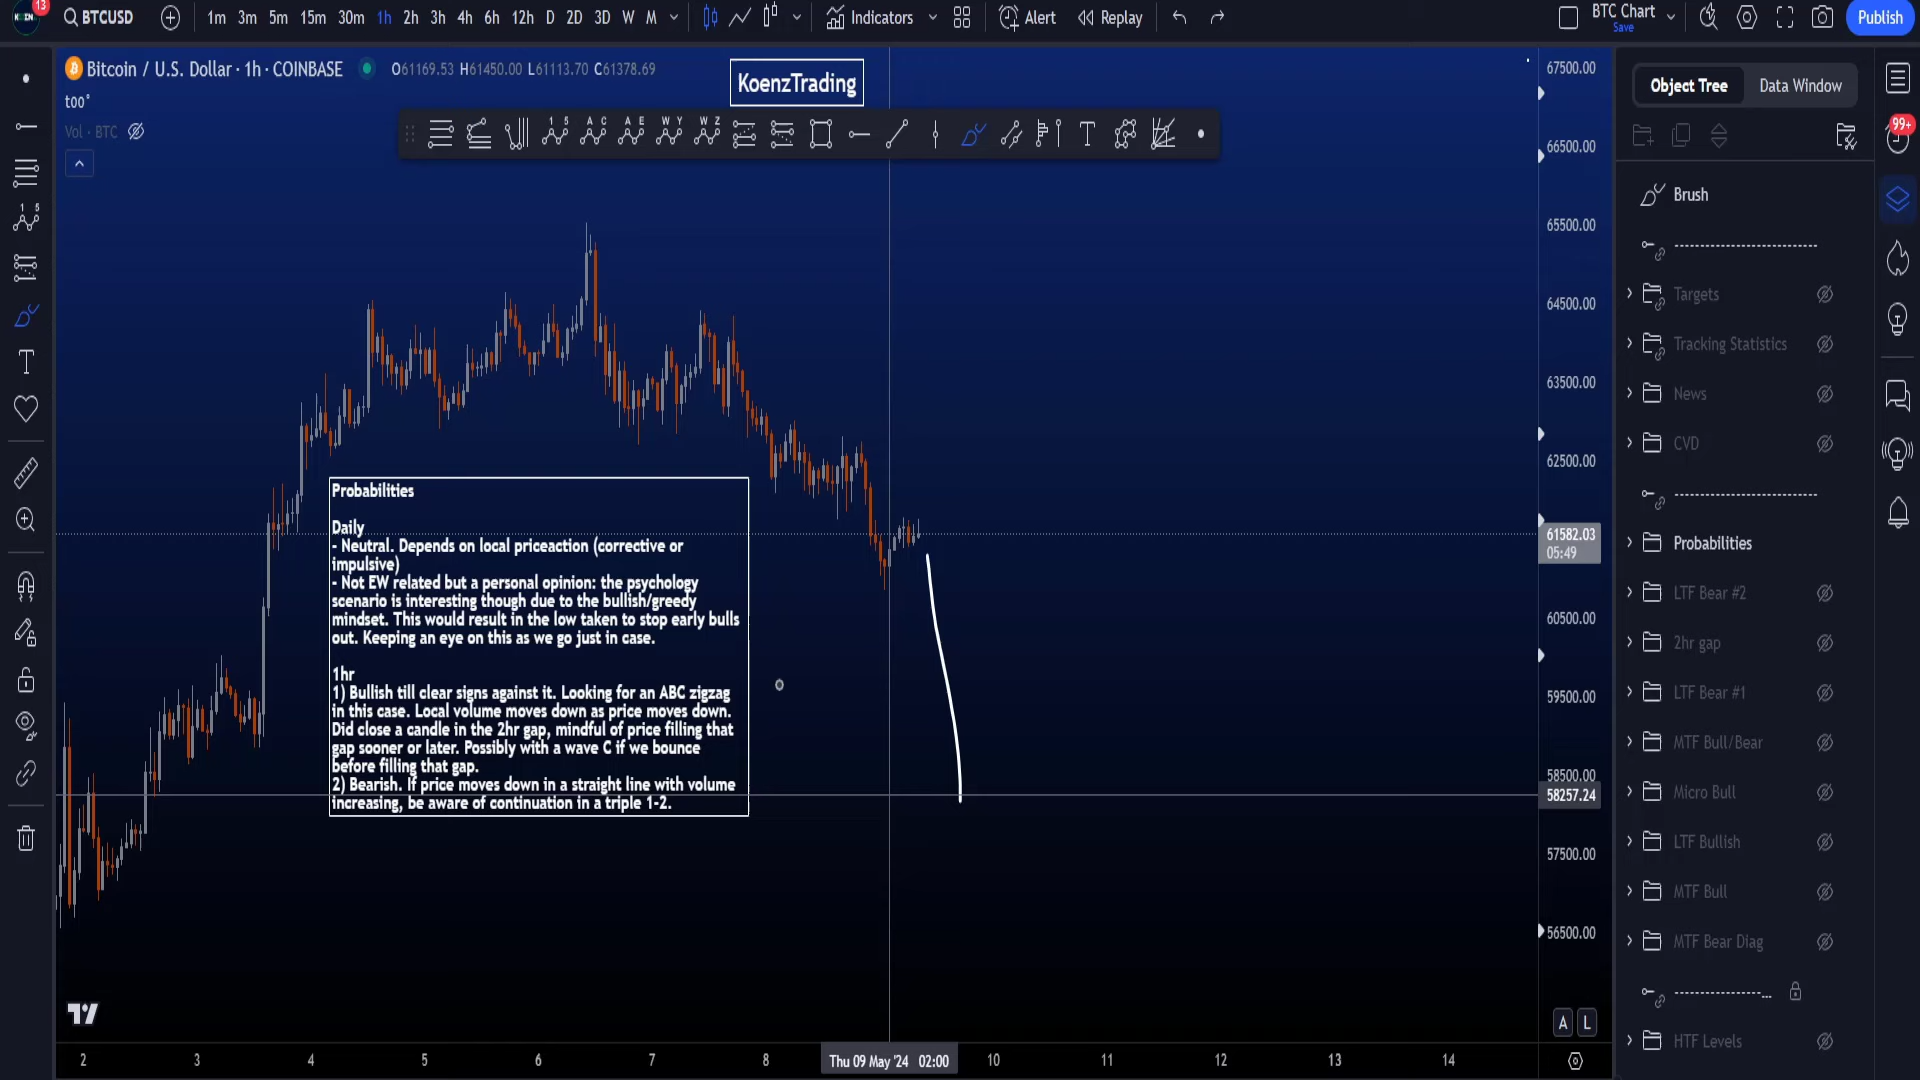 13
BTCUSD
1m 3m 5m 15m 30m 1h 2h 3h 4h 6h 12h D 2D 3D W M
Indicators
Alert
Replay
BTC Chart
Save
Publish
Bitcoin / U.S. Dollar · 1h · COINBASE
O61169.53 H61450.00 L61113.70 C61378.69
Vol · BTC
KoenzTrading
Probabilities
Daily
- Neutral. Depends on local priceaction (corrective or
impulsive)
- Not EW related but a personal opinion: the psychology
scenario is interesting though due to the bullish/greedy
mindset. This would result in the low taken to stop early bulls
out. Keeping an eye on this as we go just in case.
1hr
1) Bullish till clear signs against it. Looking for an ABC zigzag
in this case. Local volume moves down as price moves down.
Did close a candle in the 2hr gap, mindful of price filling that
gap sooner or later. Possibly with a wave C if we bounce
before filling that gap.
2) Bearish. If price moves down in a straight line with volume
increasing, be aware of continuation in a triple 1-2.
67500.00
66500.00
65500.00
64500.00
63500.00
62500.00
61582.03
05:49
60500.00
59500.00
58500.00
58257.24
57500.00
56500.00
A L
2 3 4 5 6 7 8 Thu 09 May '24 02:00 10 11 12 13 14
Object Tree
Data Window
99+
Brush
Targets
Tracking Statistics
News
CVD
Probabilities
LTF Bear #2
2hr gap
LTF Bear #1
MTF Bull/Bear
Micro Bull
LTF Bullish
MTF Bull
MTF Bear Diag
HTF Levels